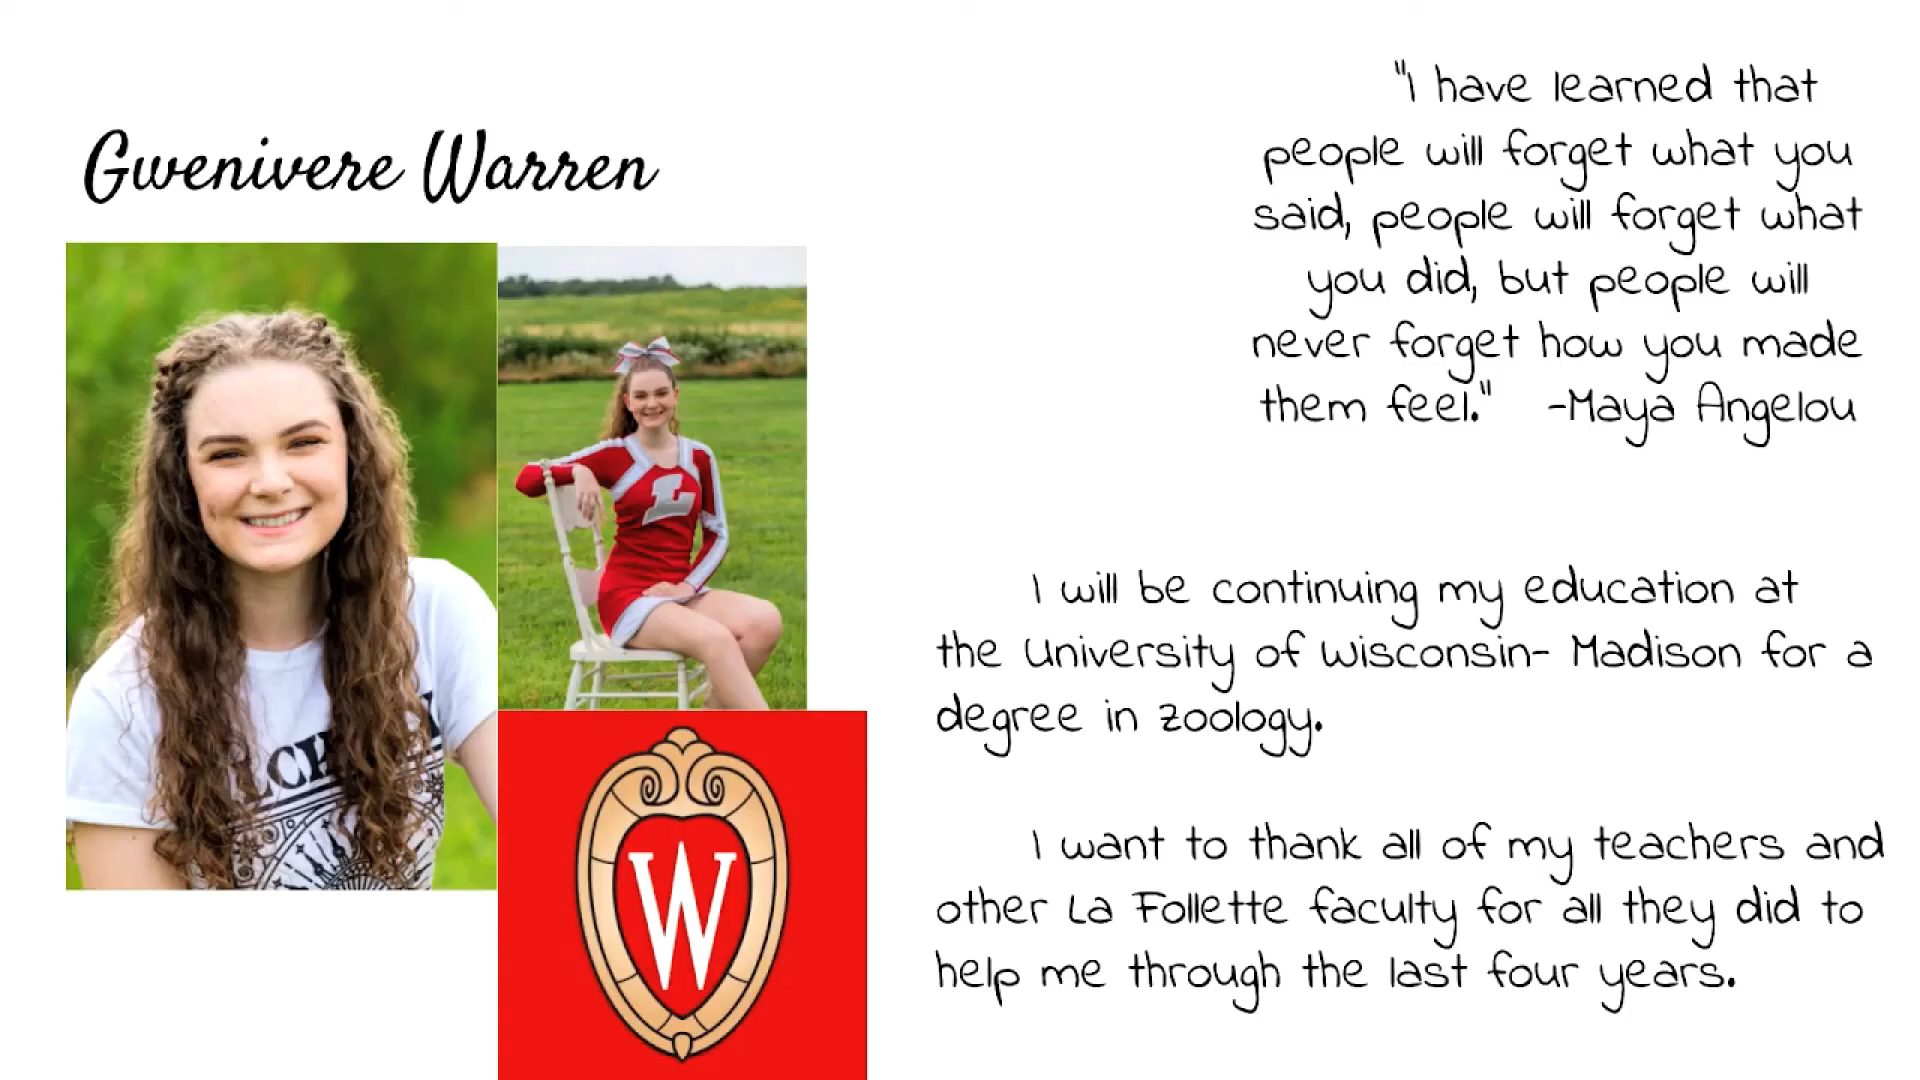 Gwenivere Warren
"I have learned that
people will forget what you
said, people will forget what
you did, but people will
never forget how you made
them feel." -Maya Angelou
L
LCH
W
I will be continuing my education at
the University of Wisconsin- Madison for a
degree in zoology.
I want to thank all of my teachers and
other La Follette faculty for all they did to
help me through the last four years.